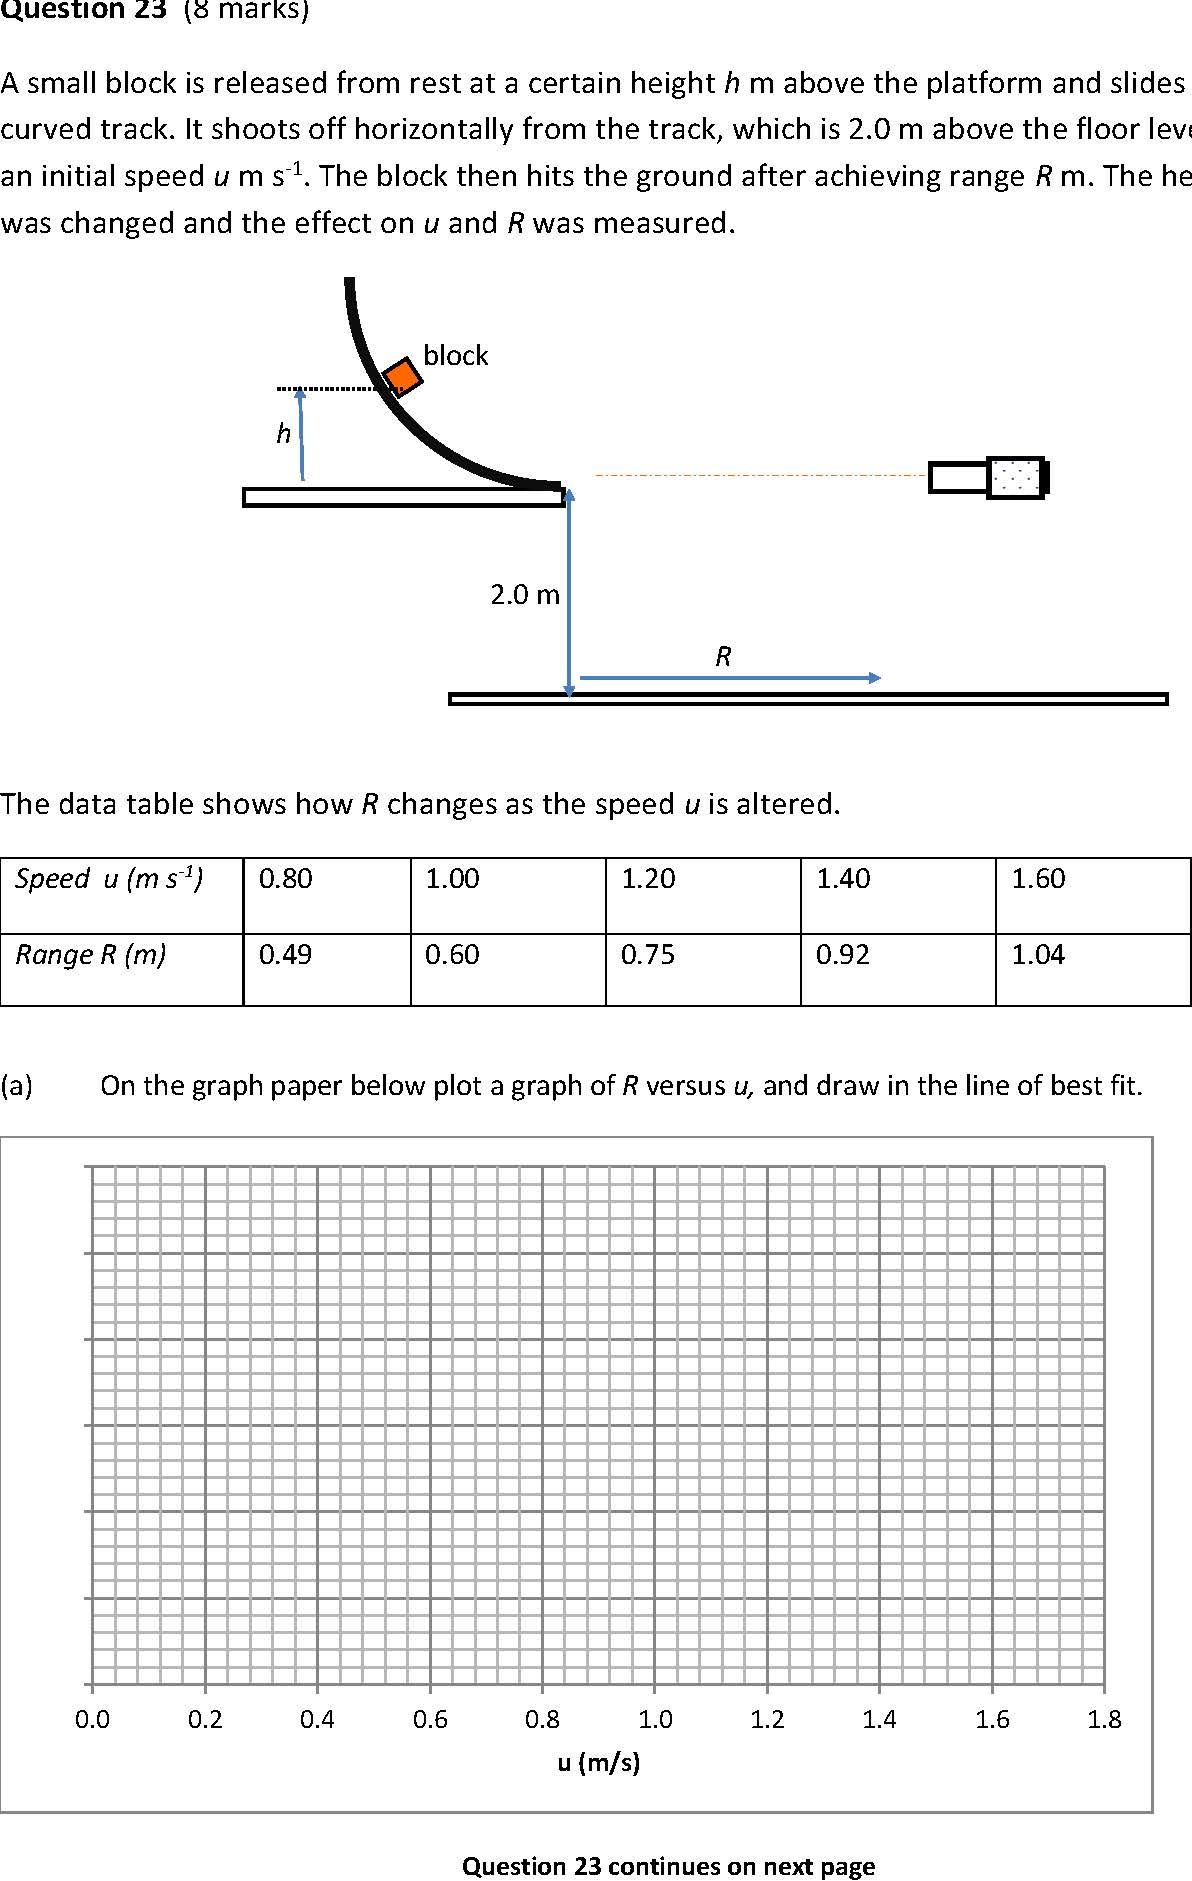 Question 23 (8 marks)
A small block is released from rest at a certain height h m above the platform and slides
curved track. It shoots off horizontally from the track, which is 2.0 m above the floor
an initial speed u m s⁻¹. The block then hits the ground after achieving range R m. The
was changed and the effect on u and R was measured.
block
h
2.0 m
R
The data table shows how R changes as the speed u is altered.
Speed u (m s⁻¹) 0.80 1.00 1.20 1.40 1.60
Range R (m) 0.49 0.60 0.75 0.92 1.04
(a) On the graph paper below plot a graph of R versus u, and draw in the line of best fit.
0.0 0.2 0.4 0.6 0.8 1.0 1.2 1.4 1.6 1.8
u (m/s)
Question 23 continues on next page